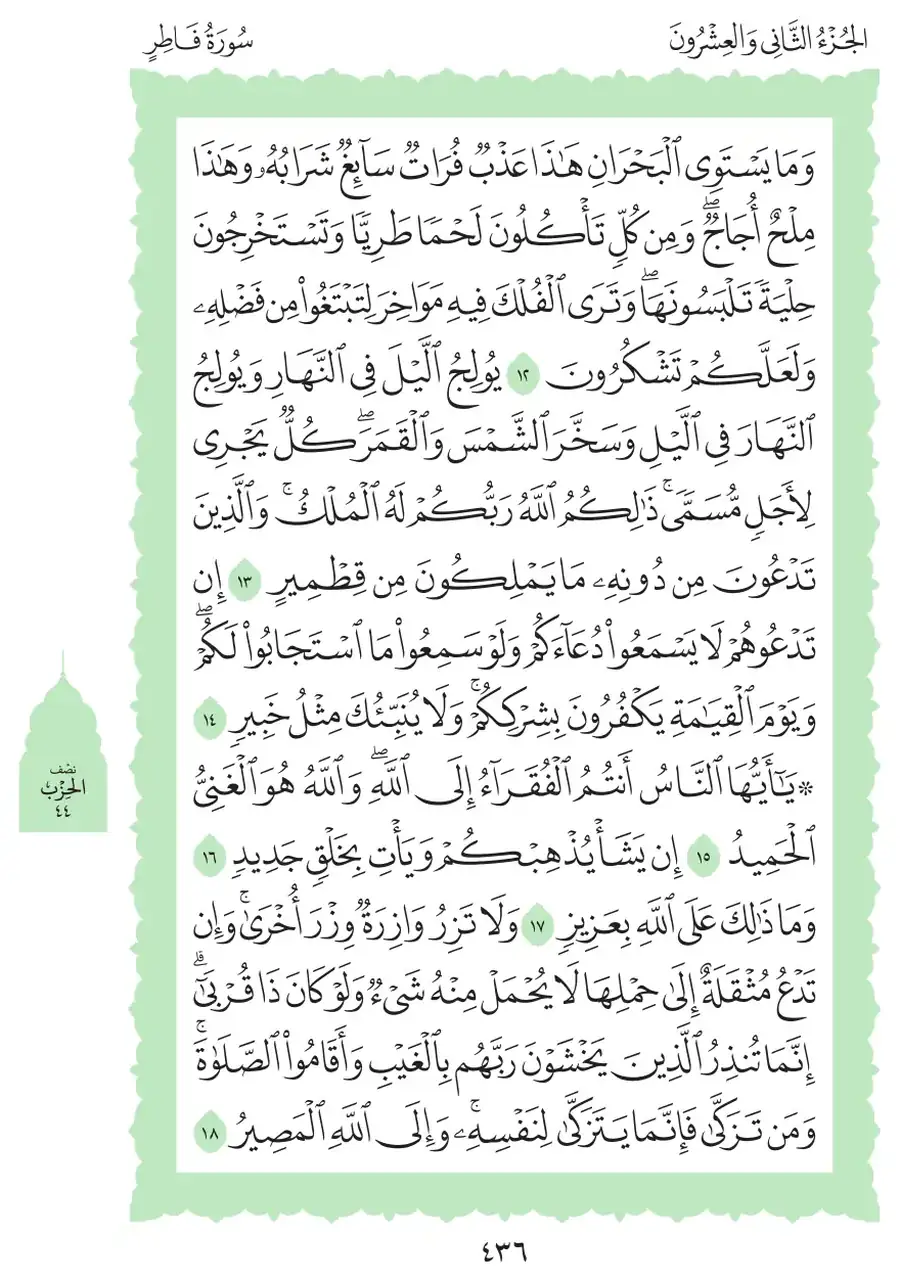 الجُزْءُ الثَّانِي وَالعِشْرُونَ
سُورَةُ فَاطِرٍ
وَمَا يَسْتَوِي ٱلْبَحْرَانِ هَٰذَا عَذْبٌ فُرَاتٌ سَآئِغٌ شَرَابُهُۥ وَهَٰذَا
مِلْحٌ أُجَاجٌۖ وَمِن كُلٍّ تَأْكُلُونَ لَحْمًا طَرِيًّا وَتَسْتَخْرِجُونَ
حِلْيَةً تَلْبَسُونَهَاۖ وَتَرَى ٱلْفُلْكَ فِيهِ مَوَاخِرَ لِتَبْتَغُوا۟ مِن فَضْلِهِۦ
وَلَعَلَّكُمْ تَشْكُرُونَ ١٢ يُولِجُ ٱلَّيْلَ فِي ٱلنَّهَارِ وَيُولِجُ
ٱلنَّهَارَ فِي ٱلَّيْلِ وَسَخَّرَ ٱلشَّمْسَ وَٱلْقَمَرَۖ كُلٌّ يَجْرِي
لِأَجَلٍ مُّسَمًّىۚ ذَٰلِكُمُ ٱللَّهُ رَبُّكُمْ لَهُ ٱلْمُلْكُۚ وَٱلَّذِينَ
تَدْعُونَ مِن دُونِهِۦ مَا يَمْلِكُونَ مِن قِطْمِيرٍ ١٣ إِن
تَدْعُوهُمْ لَا يَسْمَعُوا۟ دُعَآءَكُمْ وَلَوْ سَمِعُوا۟ مَا ٱسْتَجَابُوا۟ لَكُمْۖ
وَيَوْمَ ٱلْقِيَٰمَةِ يَكْفُرُونَ بِشِرْكِكُمْۚ وَلَا يُنَبِّئُكَ مِثْلُ خَبِيرٍ ١٤
۞ يَٰٓأَيُّهَا ٱلنَّاسُ أَنتُمُ ٱلْفُقَرَآءُ إِلَى ٱللَّهِۖ وَٱللَّهُ هُوَ ٱلْغَنِيُّ
ٱلْحَمِيدُ ١٥ إِن يَشَأْ يُذْهِبْكُمْ وَيَأْتِ بِخَلْقٍ جَدِيدٍ ١٦
وَمَا ذَٰلِكَ عَلَى ٱللَّهِ بِعَزِيزٍ ١٧ وَلَا تَزِرُ وَازِرَةٌ وِزْرَ أُخْرَىٰۚ وَإِن
تَدْعُ مُثْقَلَةٌ إِلَىٰ حِمْلِهَا لَا يُحْمَلْ مِنْهُ شَيْءٌ وَلَوْ كَانَ ذَا قُرْبَىٰٓۗ
إِنَّمَا تُنذِرُ ٱلَّذِينَ يَخْشَوْنَ رَبَّهُم بِٱلْغَيْبِ وَأَقَامُوا۟ ٱلصَّلَوٰةَۚ
وَمَن تَزَكَّىٰ فَإِنَّمَا يَتَزَكَّىٰ لِنَفْسِهِۦۚ وَإِلَى ٱللَّهِ ٱلْمَصِيرُ ١٨
نصف
الحِزْب
٤٤
٤٣٦